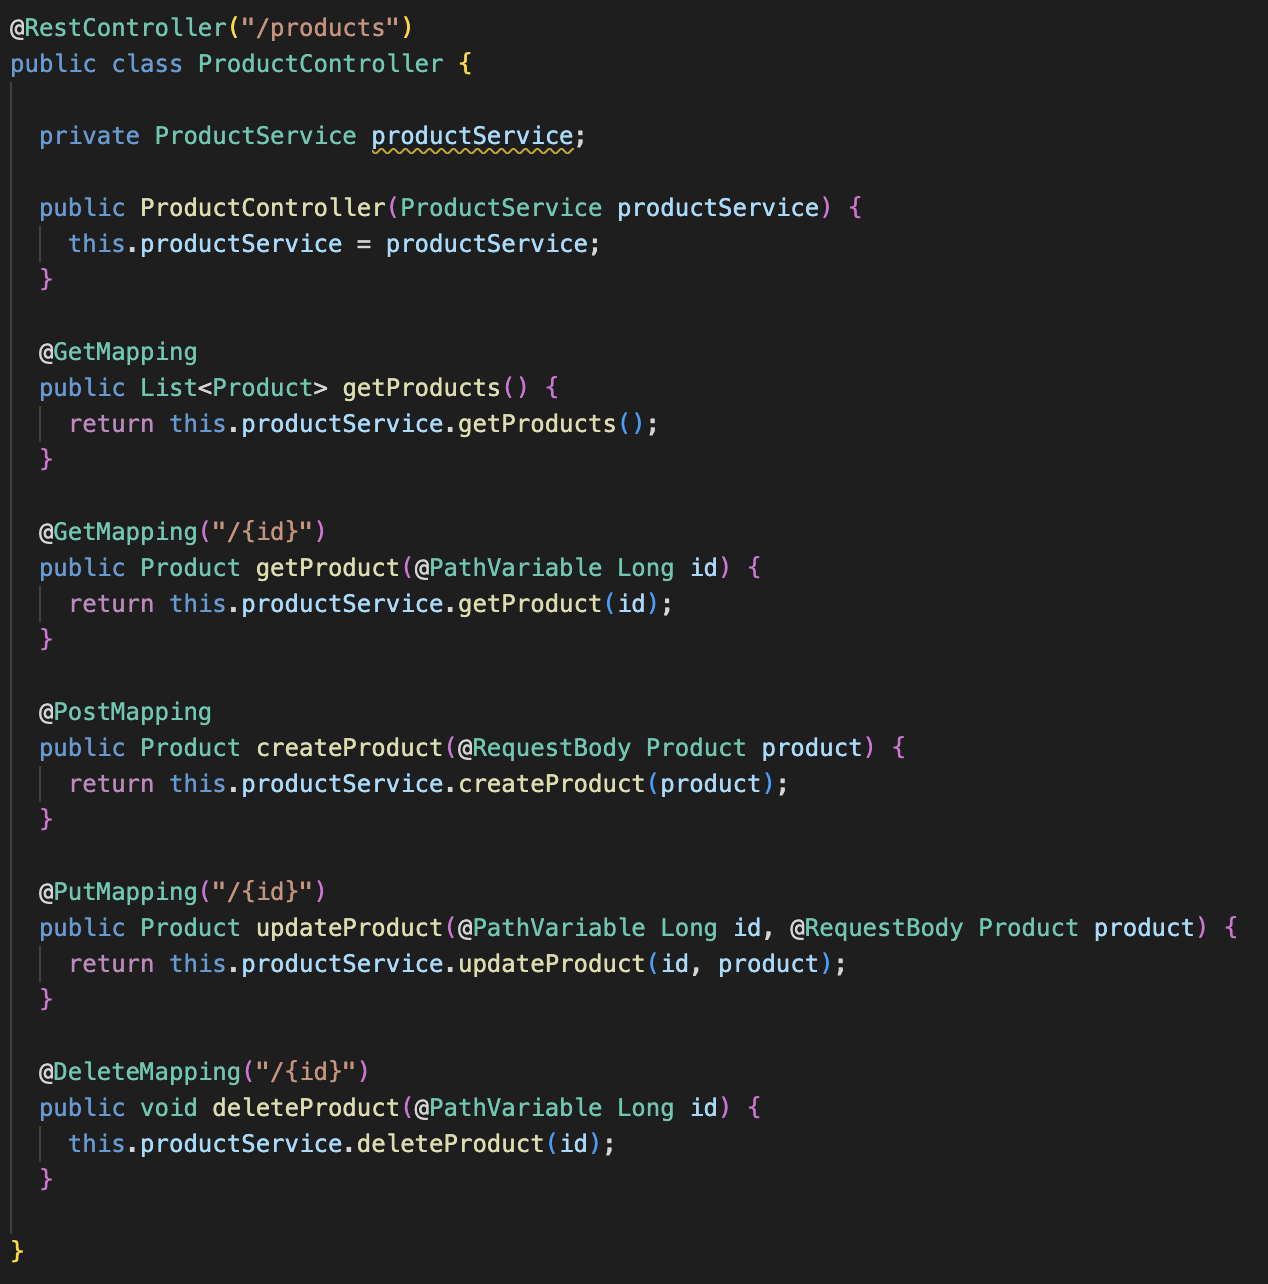 @RestController("/products")
public class ProductController {
private ProductService productService;
public ProductController(ProductService productService) {
this.productService = productService;
}
@GetMapping
public List<Product> getProducts() {
return this.productService.getProducts();
}
@GetMapping("/{id}")
public Product getProduct(@PathVariable Long id) {
return this.productService.getProduct(id);
}
@PostMapping
public Product createProduct(@RequestBody Product product) {
return this.productService.createProduct(product);
}
@PutMapping("/{id}")
public Product updateProduct(@PathVariable Long id, @RequestBody Product product) {
return this.productService.updateProduct(id, product);
}
@DeleteMapping("/{id}")
public void deleteProduct(@PathVariable Long id) {
this.productService.deleteProduct(id);
}
}